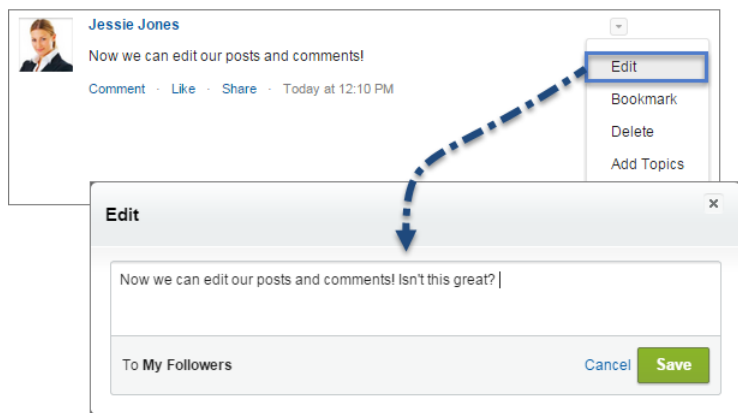 Jessie Jones
Now we can edit our posts and comments!
Comment · Like · Share · Today at 12:10 PM
Edit
Bookmark
Delete
Add Topics
Edit
Now we can edit our posts and comments! Isn't this great?
To My Followers
Cancel
Save